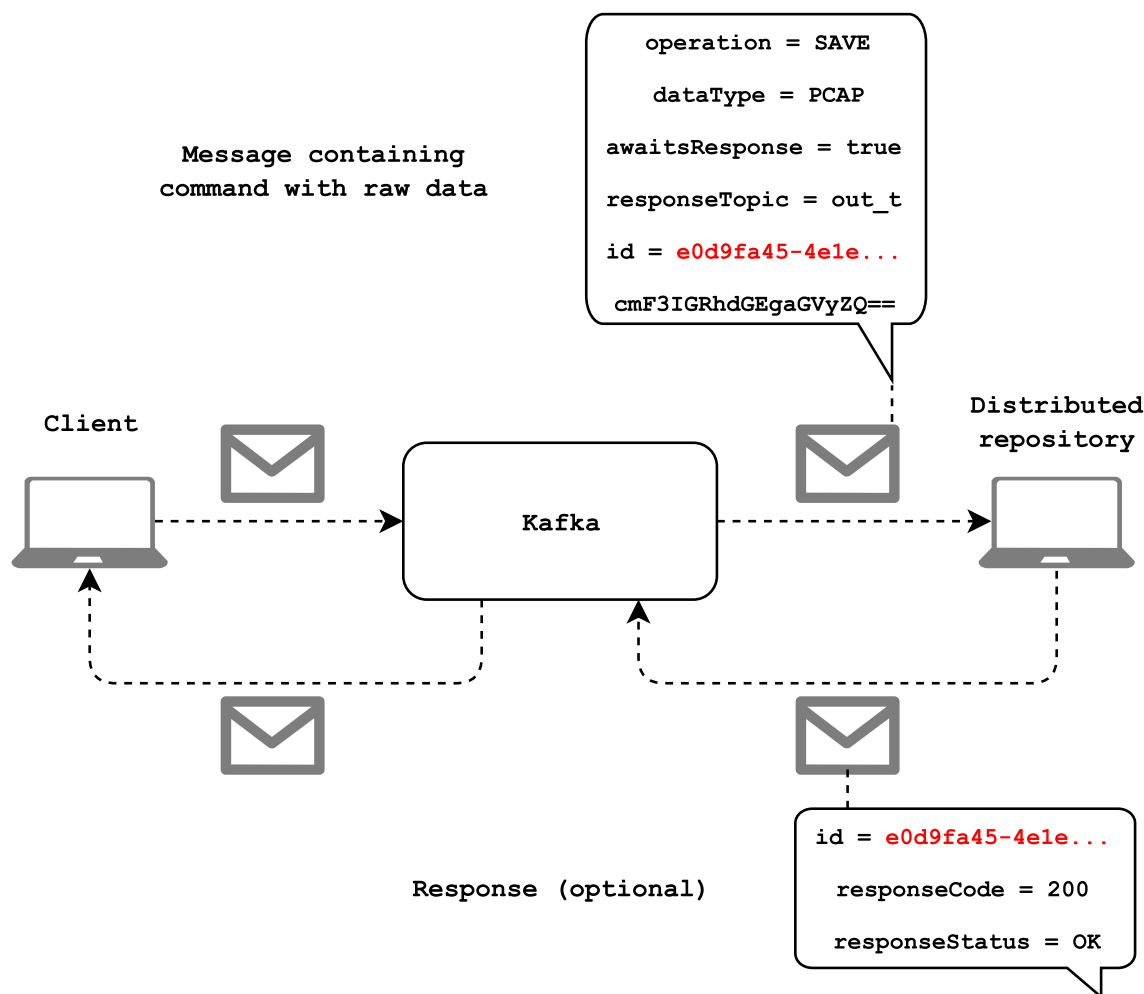 operation = SAVE
dataType = PCAP
awaitsResponse = true
responseTopic = out_t
id = e0d9fa45-4e1e...
cmF3IGRhdGEgaGVyZQ==
Message containing
command with raw data
Client
Distributed
repository
Kafka
Response (optional)
id = e0d9fa45-4e1e...
responseCode = 200
responseStatus = OK